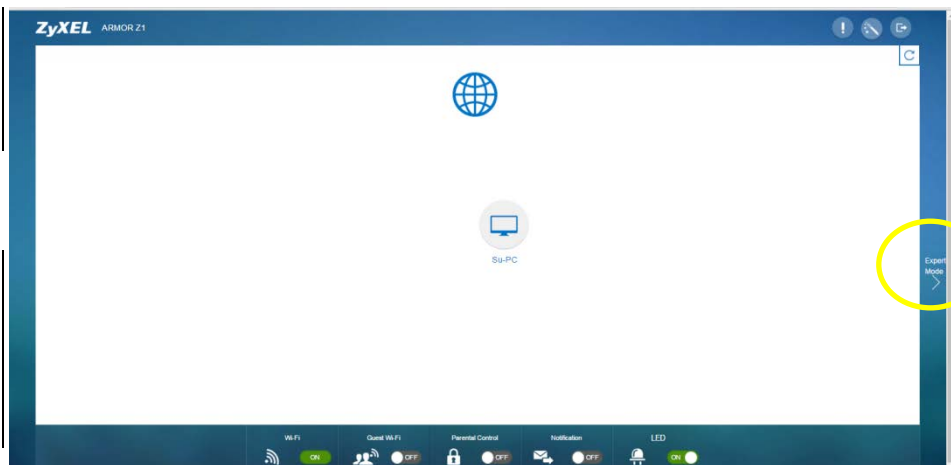 ZyXEL ARMOR Z1
Su-PC
Expert
Mode
Wi-Fi Guest Wi-Fi Parental Control Notification LED
ON OFF OFF OFF ON